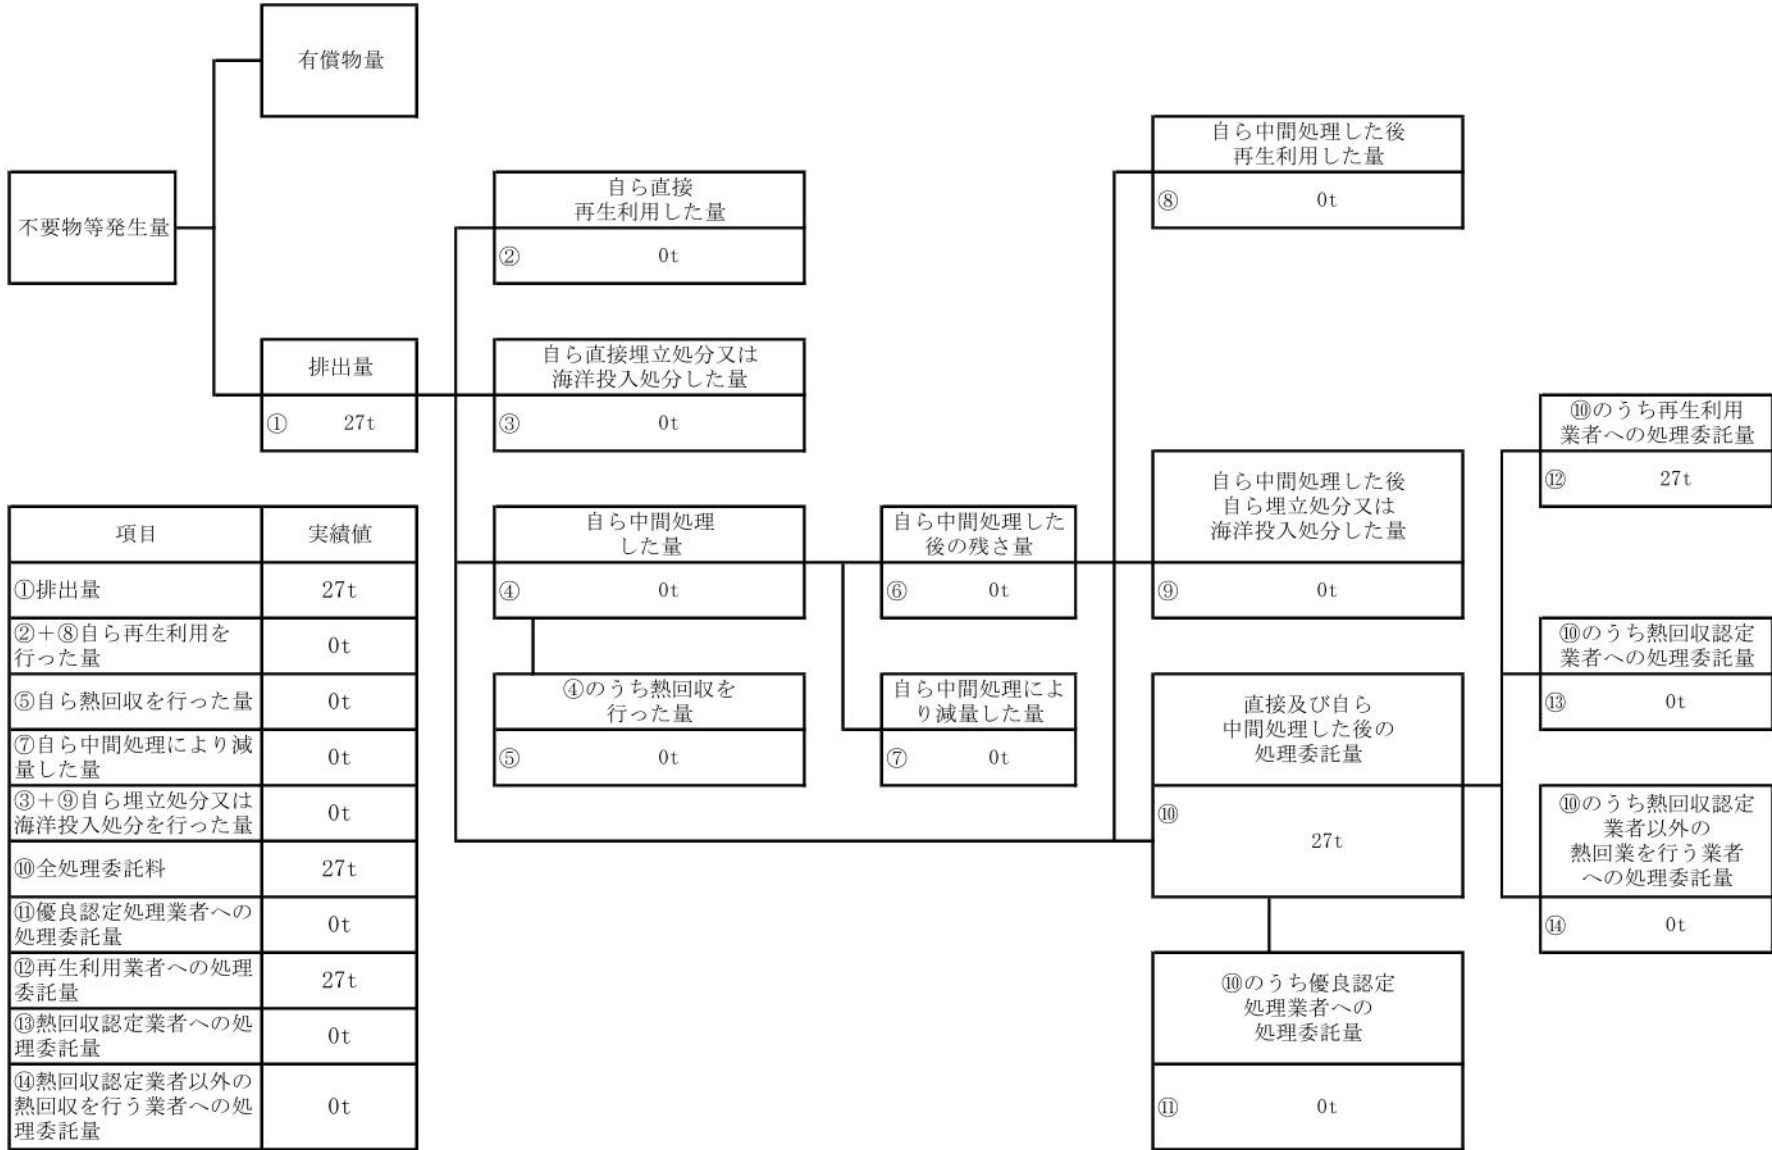 有償物量
不要物等発生量
排出量
① 27t
自ら直接
再生利用した量
② 0t
自ら直接埋立処分又は
海洋投入処分した量
③ 0t
自ら中間処理
した量
④ 0t
④のうち熱回収を
行った量
⑤ 0t
自ら中間処理した
後の残さ量
⑥ 0t
自ら中間処理によ
り減量した量
⑦ 0t
自ら中間処理した後
再生利用した量
⑧ 0t
自ら中間処理した後
自ら埋立処分又は
海洋投入処分した量
⑨ 0t
直接及び自ら
中間処理した後の
処理委託量
⑩
27t
⑩のうち優良認定
処理業者への
処理委託量
⑪ 0t
⑩のうち再生利用
業者への処理委託量
⑫ 27t
⑩のうち熱回収認定
業者への処理委託量
⑬ 0t
⑩のうち熱回収認定
業者以外の
熱回業を行う業者
への処理委託量
⑭ 0t
項目 実績値
①排出量 27t
②+⑧自ら再生利用を
行った量 0t
⑤自ら熱回収を行った量 0t
⑦自ら中間処理により減
量した量 0t
③+⑨自ら埋立処分又は
海洋投入処分を行った量 0t
⑩全処理委託料 27t
⑪優良認定処理業者への
処理委託量 0t
⑫再生利用業者への処理
委託量 27t
⑬熱回収認定業者への処
理委託量 0t
⑭熱回収認定業者以外の
熱回収を行う業者への処
理委託量 0t